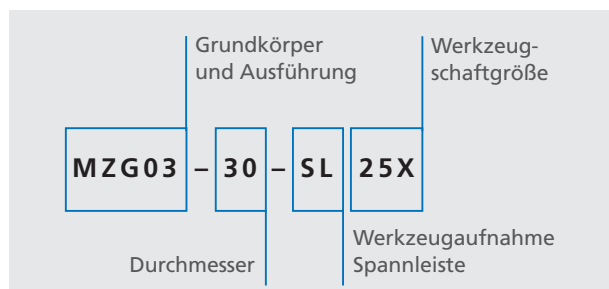 Grundkörper
und Ausführung
Werkzeug-
schaftgröße
MZG03 – 30 – SL 25X
Durchmesser
Werkzeugaufnahme
Spannleiste